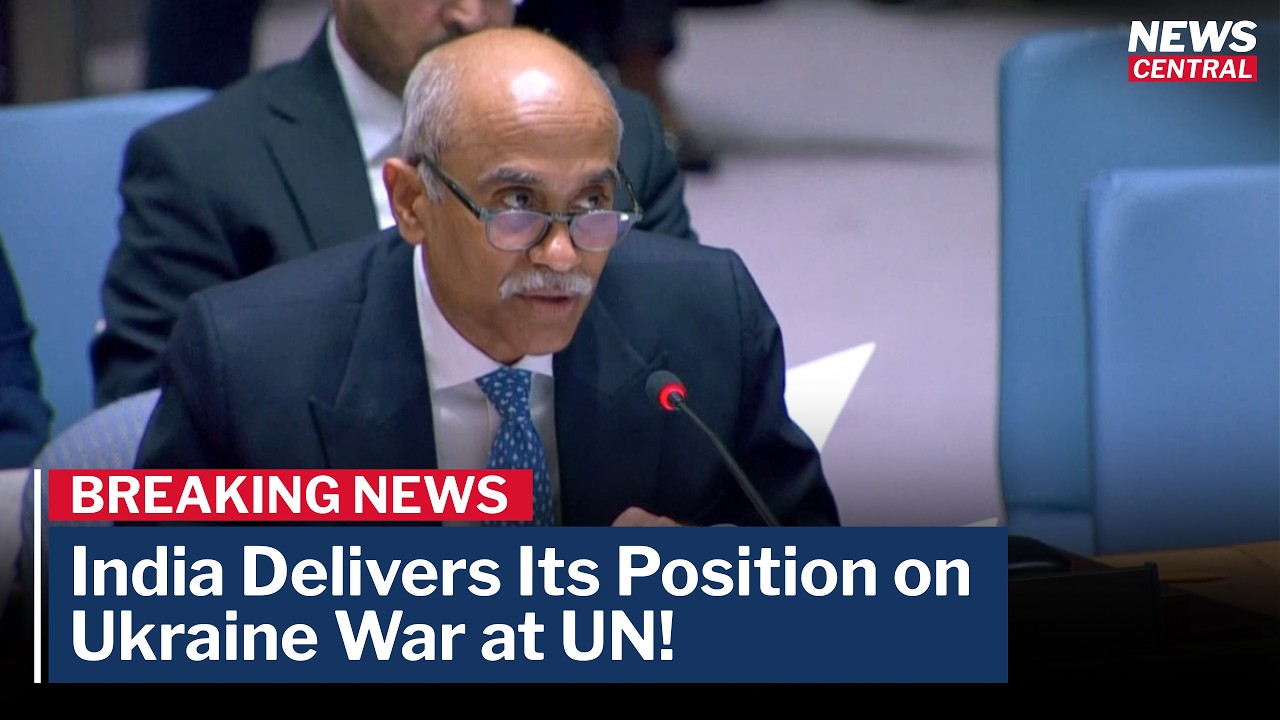 NEWS
CENTRAL
BREAKING NEWS
India Delivers Its Position on
Ukraine War at UN!